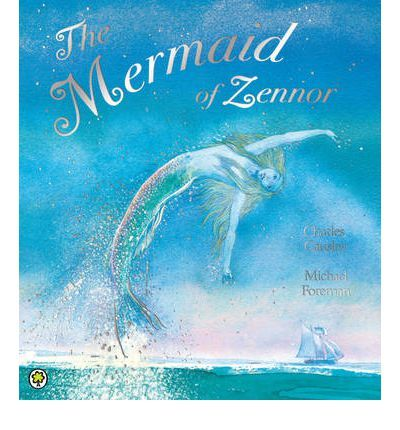 The
Mermaid
of Zennor
Charles
Causley
Michael
Foreman